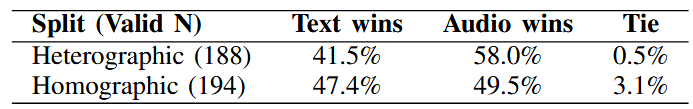 Split (Valid N) Text wins Audio wins Tie
Heterographic (188) 41.5% 58.0% 0.5%
Homographic (194) 47.4% 49.5% 3.1%